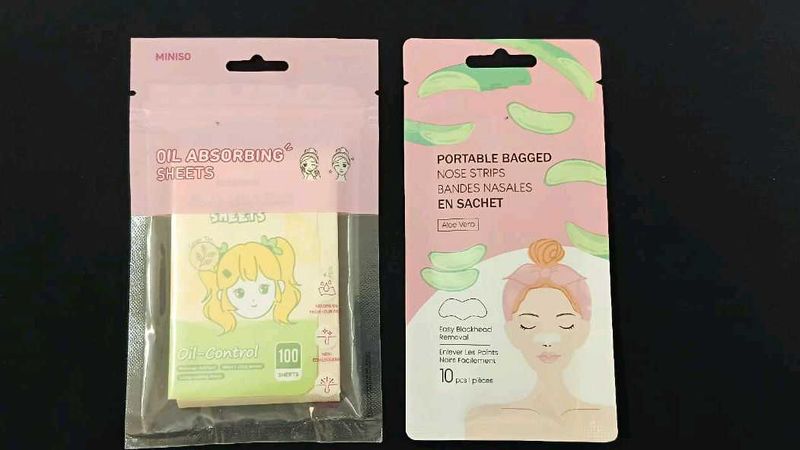 MINISO
OIL ABSORBING
SHEETS
SHEETS
Oil-Control
100
SHEETS
PORTABLE BAGGED
NOSE STRIPS
BANDES NASALES
EN SACHET
Aloe Vera
Easy Blackhead
Removal
Enlever Les Points
Noirs Facilement
10 pcs | pièces